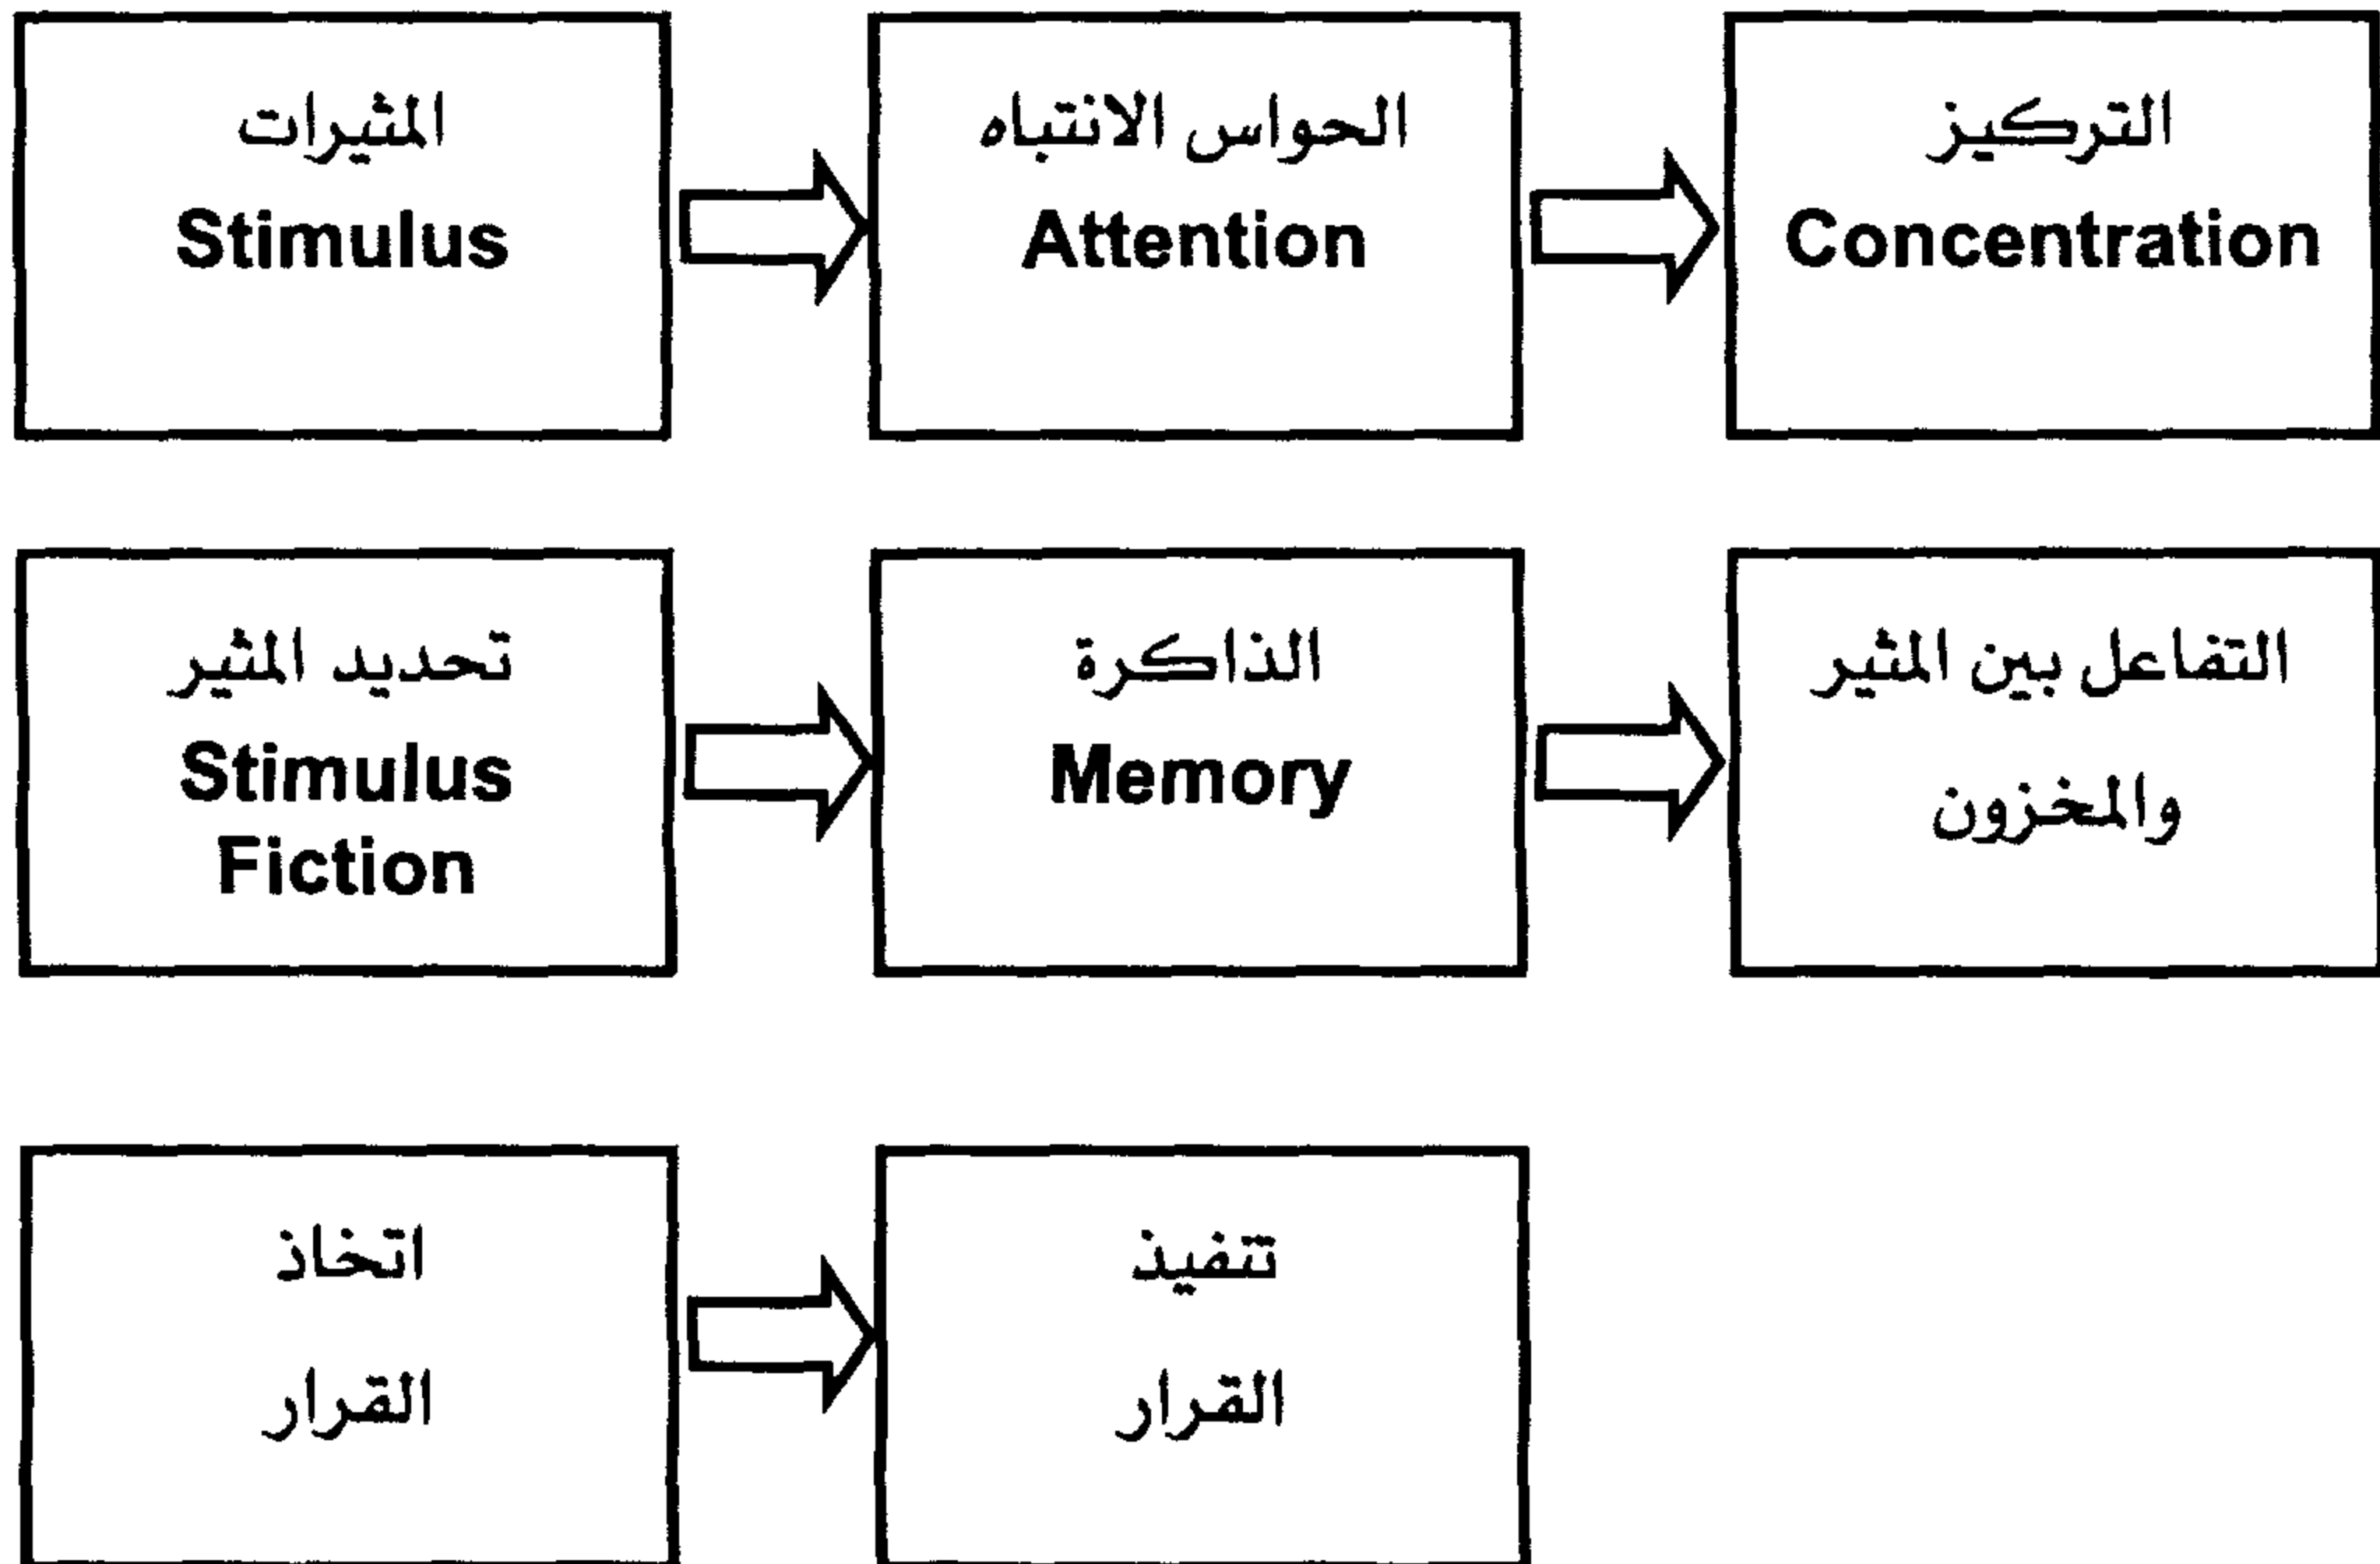 المثيرات
Stimulus
الحواس الانتباه
Attention
التركيز
Concentration
تحديد المثير
Stimulus
Fiction
الذاكرة
Memory
التفاعل بين المثير
والمخزون
اتخاذ
القرار
تنفيذ
القرار